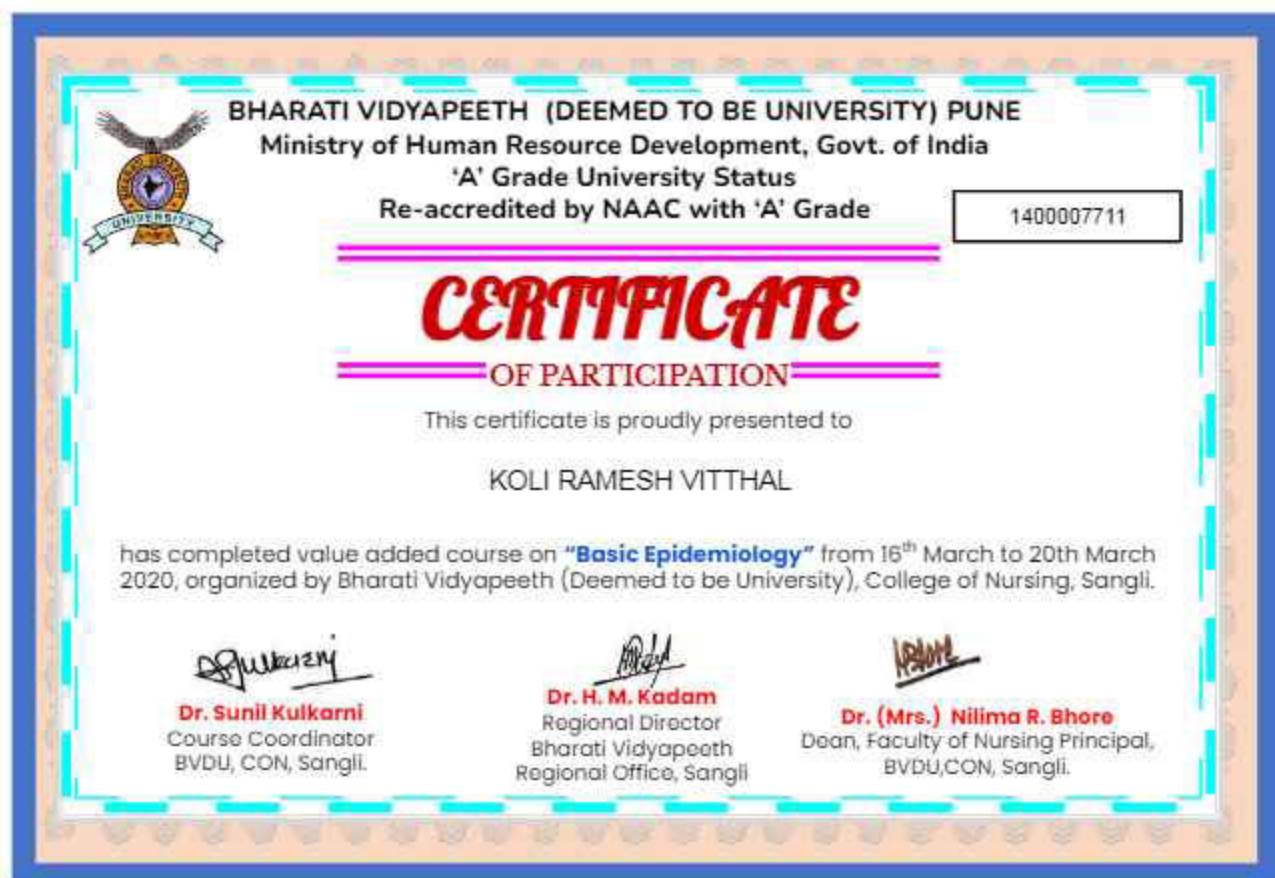 BHARATI VIDYAPEETH (DEEMED TO BE UNIVERSITY) PUNE
Ministry of Human Resource Development, Govt. of India
‘A’ Grade University Status
Re-accredited by NAAC with ‘A’ Grade
1400007711
BHARATI VIDYAPEETH
UNIVERSITY
CERTIFICATE
OF PARTICIPATION
This certificate is proudly presented to
KOLI RAMESH VITTHAL
has completed value added course on "Basic Epidemiology" from 16th March to 20th March
2020, organized by Bharati Vidyapeeth (Deemed to be University), College of Nursing, Sangli.
Dr. Sunil Kulkarni
Course Coordinator
BVDU, CON, Sangli.
Dr. H. M. Kadam
Regional Director
Bharati Vidyapeeth
Regional Office, Sangli
Dr. (Mrs.) Nilima R. Bhore
Dean, Faculty of Nursing Principal,
BVDU,CON, Sangli.